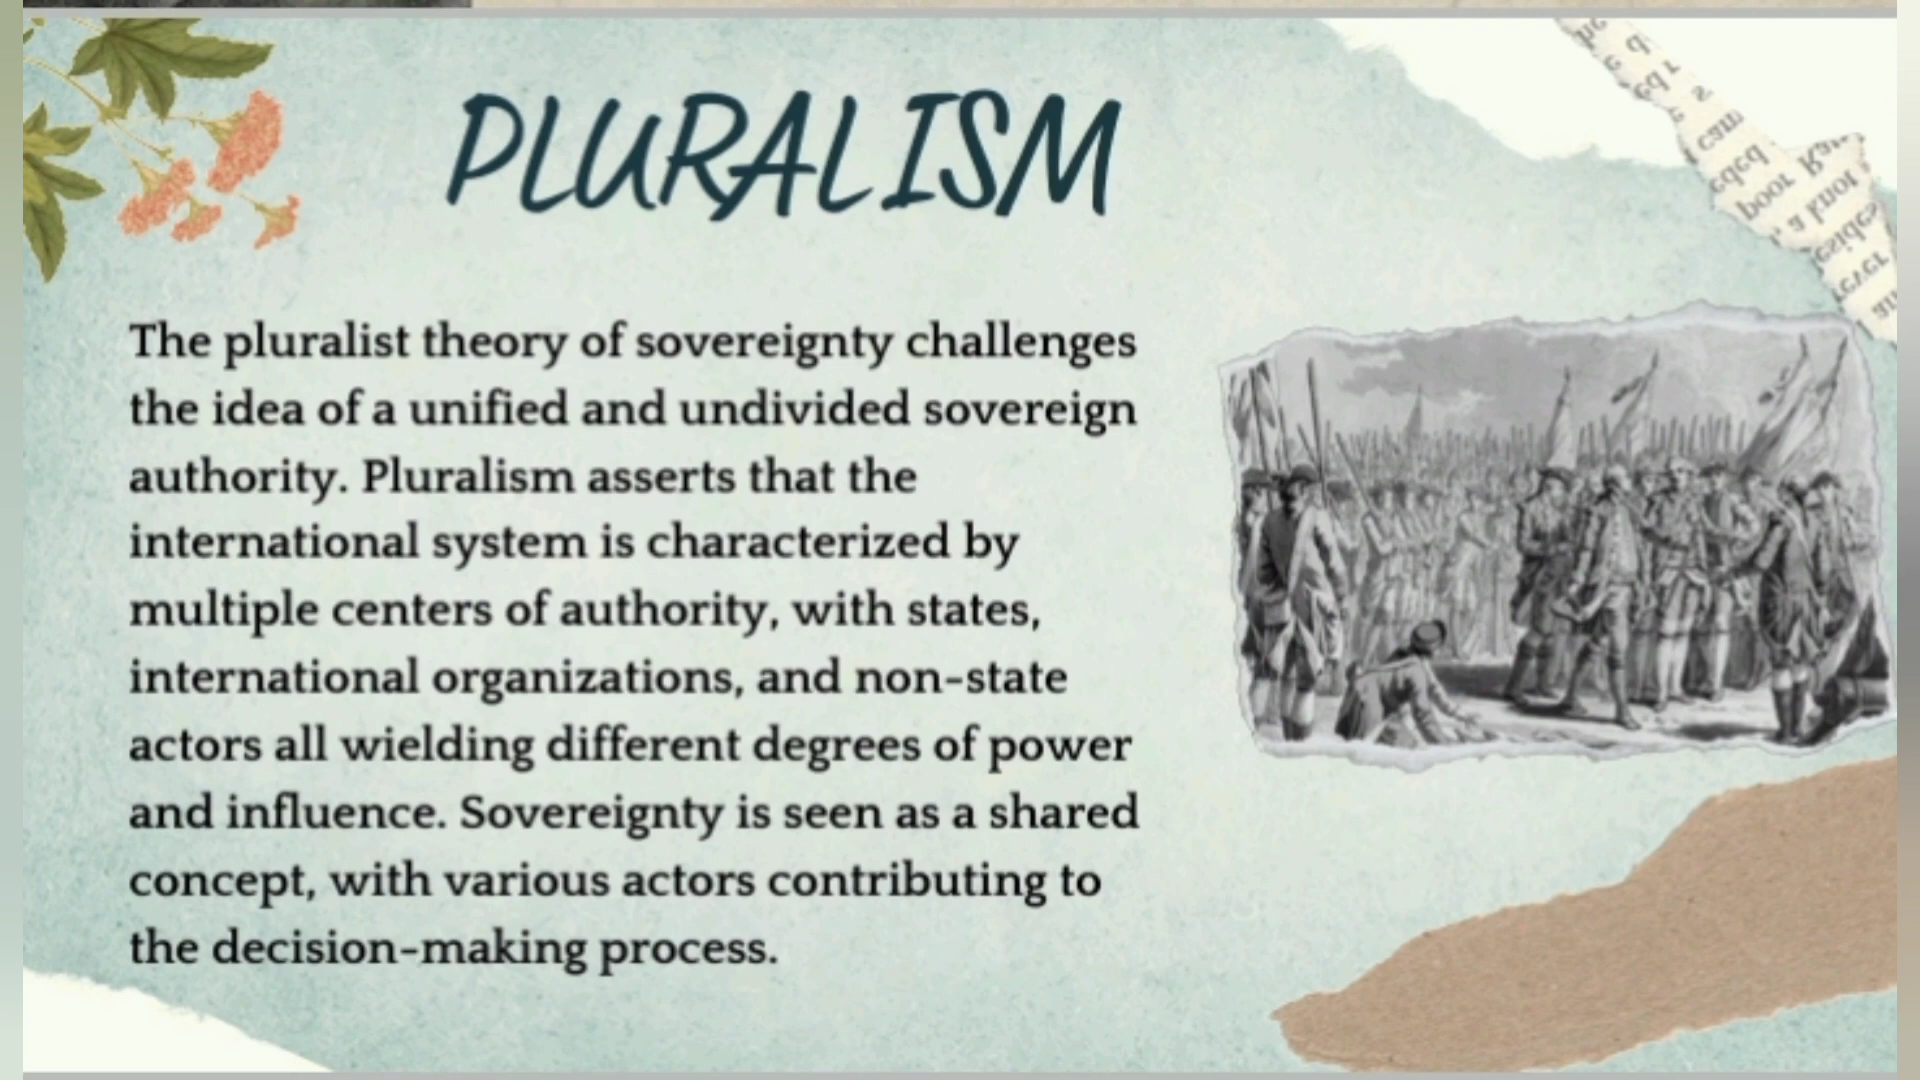 PLURALISM
The pluralist theory of sovereignty challenges
the idea of a unified and undivided sovereign
authority. Pluralism asserts that the
international system is characterized by
multiple centers of authority, with states,
international organizations, and non-state
actors all wielding different degrees of power
and influence. Sovereignty is seen as a shared
concept, with various actors contributing to
the decision-making process.